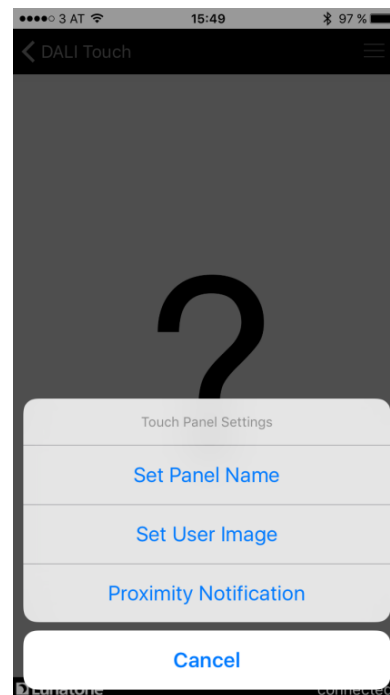 3 AT 15:49 97 %
DALI Touch
?
Touch Panel Settings
Set Panel Name
Set User Image
Proximity Notification
Cancel
Lunatone connected